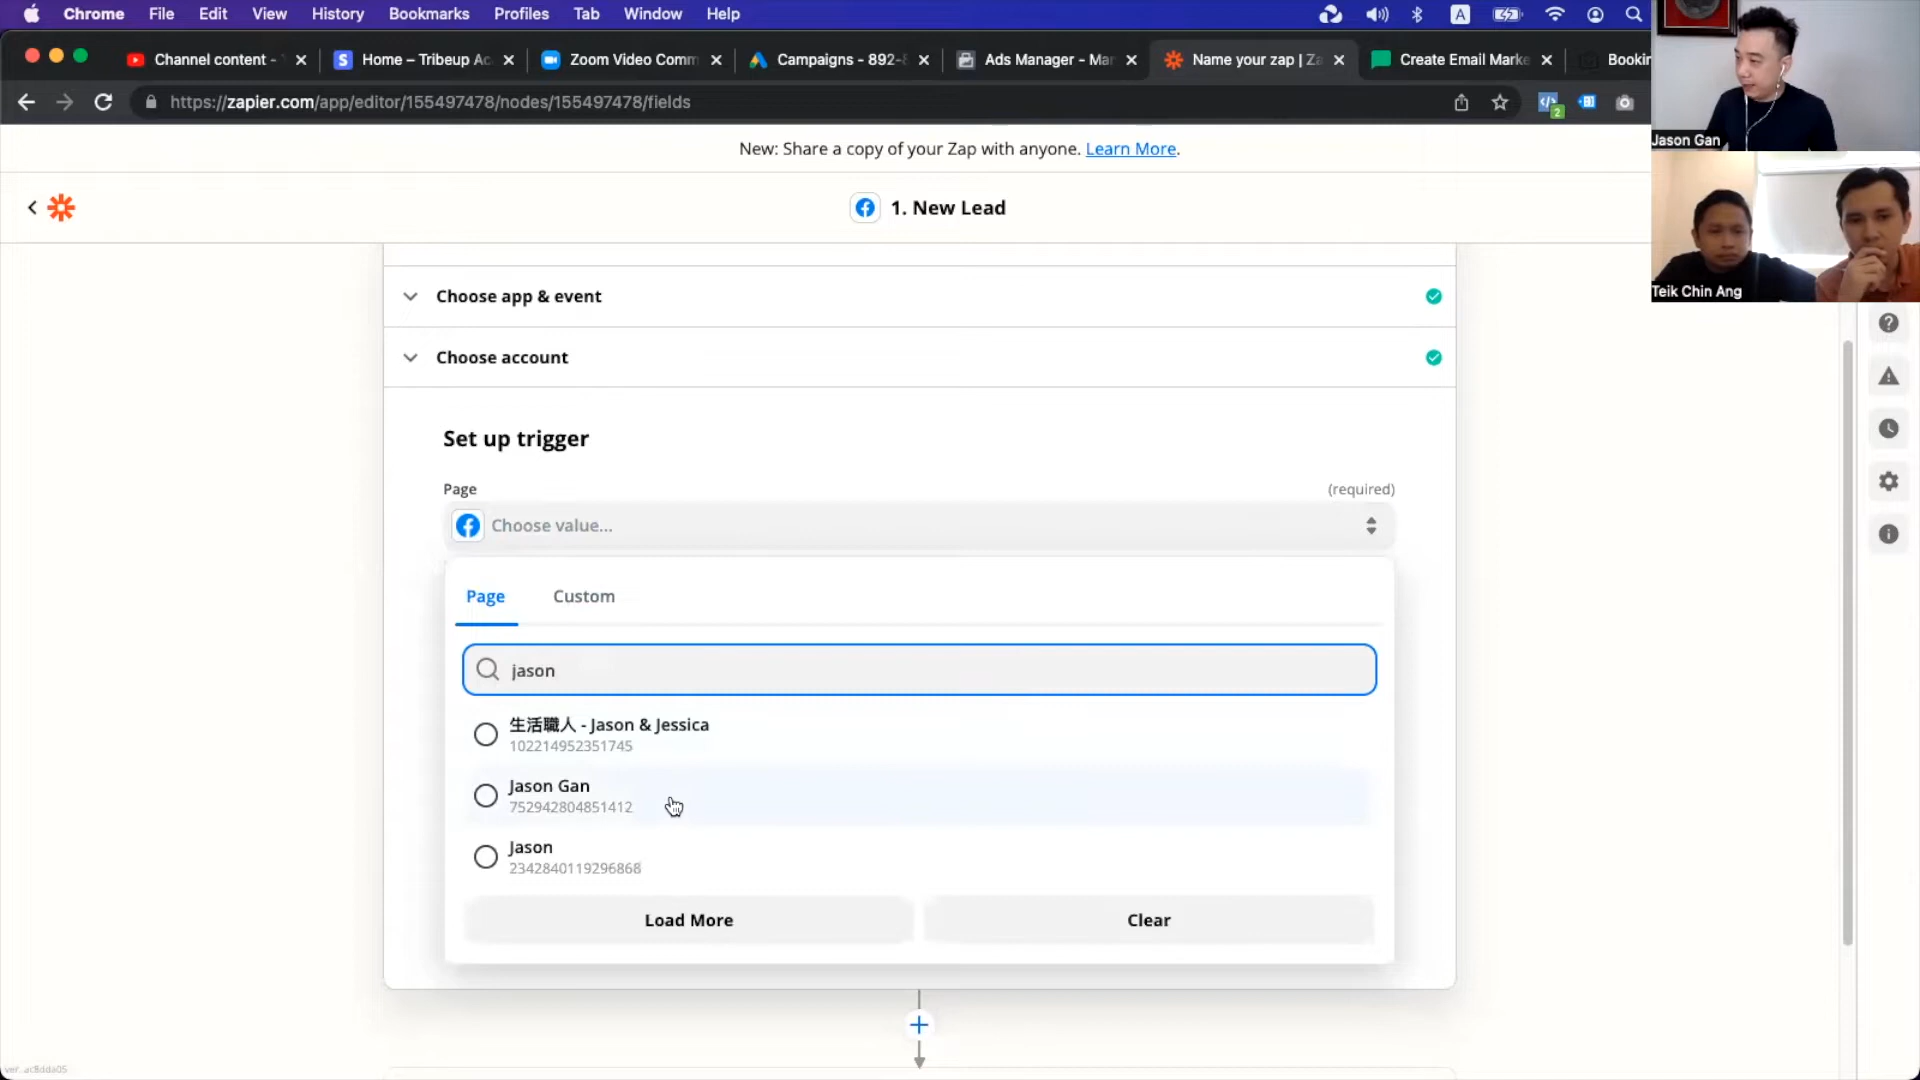 Chrome File Edit View History Bookmarks Profiles Tab Window Help
A
Channel content -
S Home – Tribeup Ac
Zoom Video Comm
Campaigns - 892-
Ads Manager - Mar
Name your zap | Za
Create Email Marke
Bookin
https://zapier.com/app/editor/155497478/nodes/155497478/fields
2
Jason Gan
New: Share a copy of your Zap with anyone. Learn More.
1. New Lead
Teik Chin Ang
Choose app & event
Choose account
Set up trigger
Page (required)
Choose value...
Page Custom
jason
生活職人 - Jason & Jessica
102214952351745
Jason Gan
752942804851412
Jason
2342840119296868
Load More Clear
ver. ac8dda05